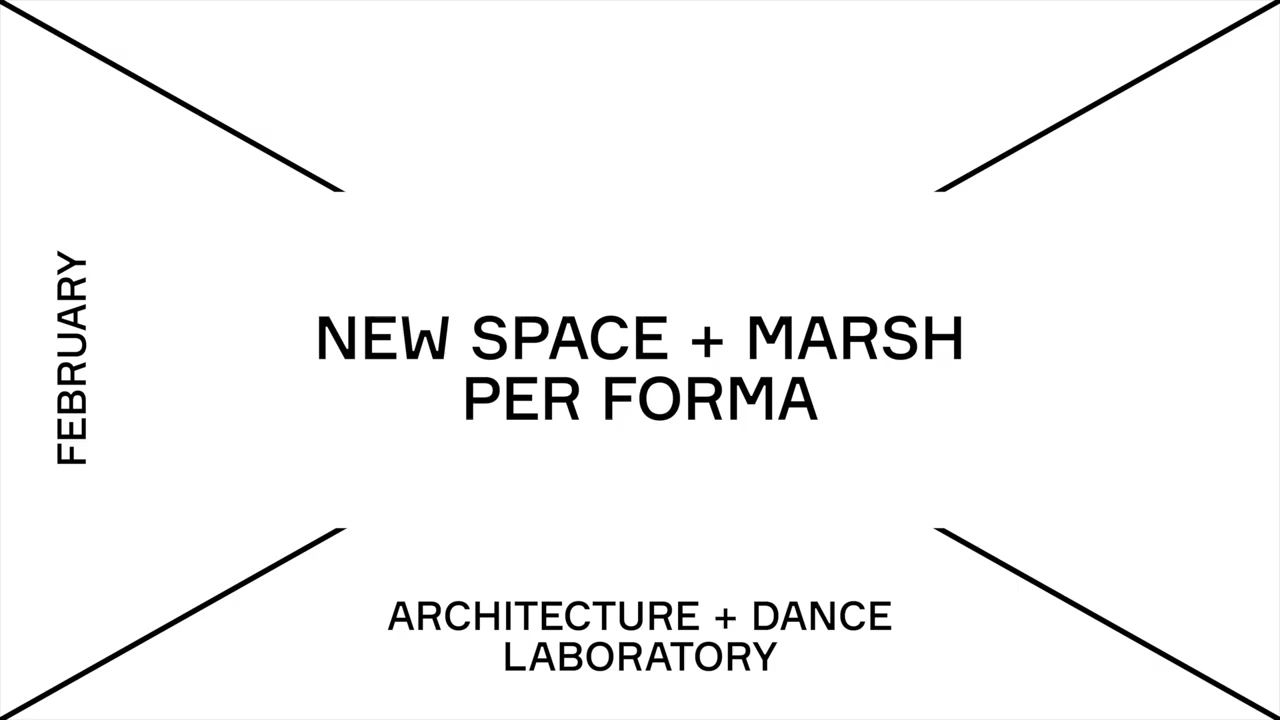 FEBRUARY
NEW SPACE + MARSH
PER FORMA
ARCHITECTURE + DANCE
LABORATORY